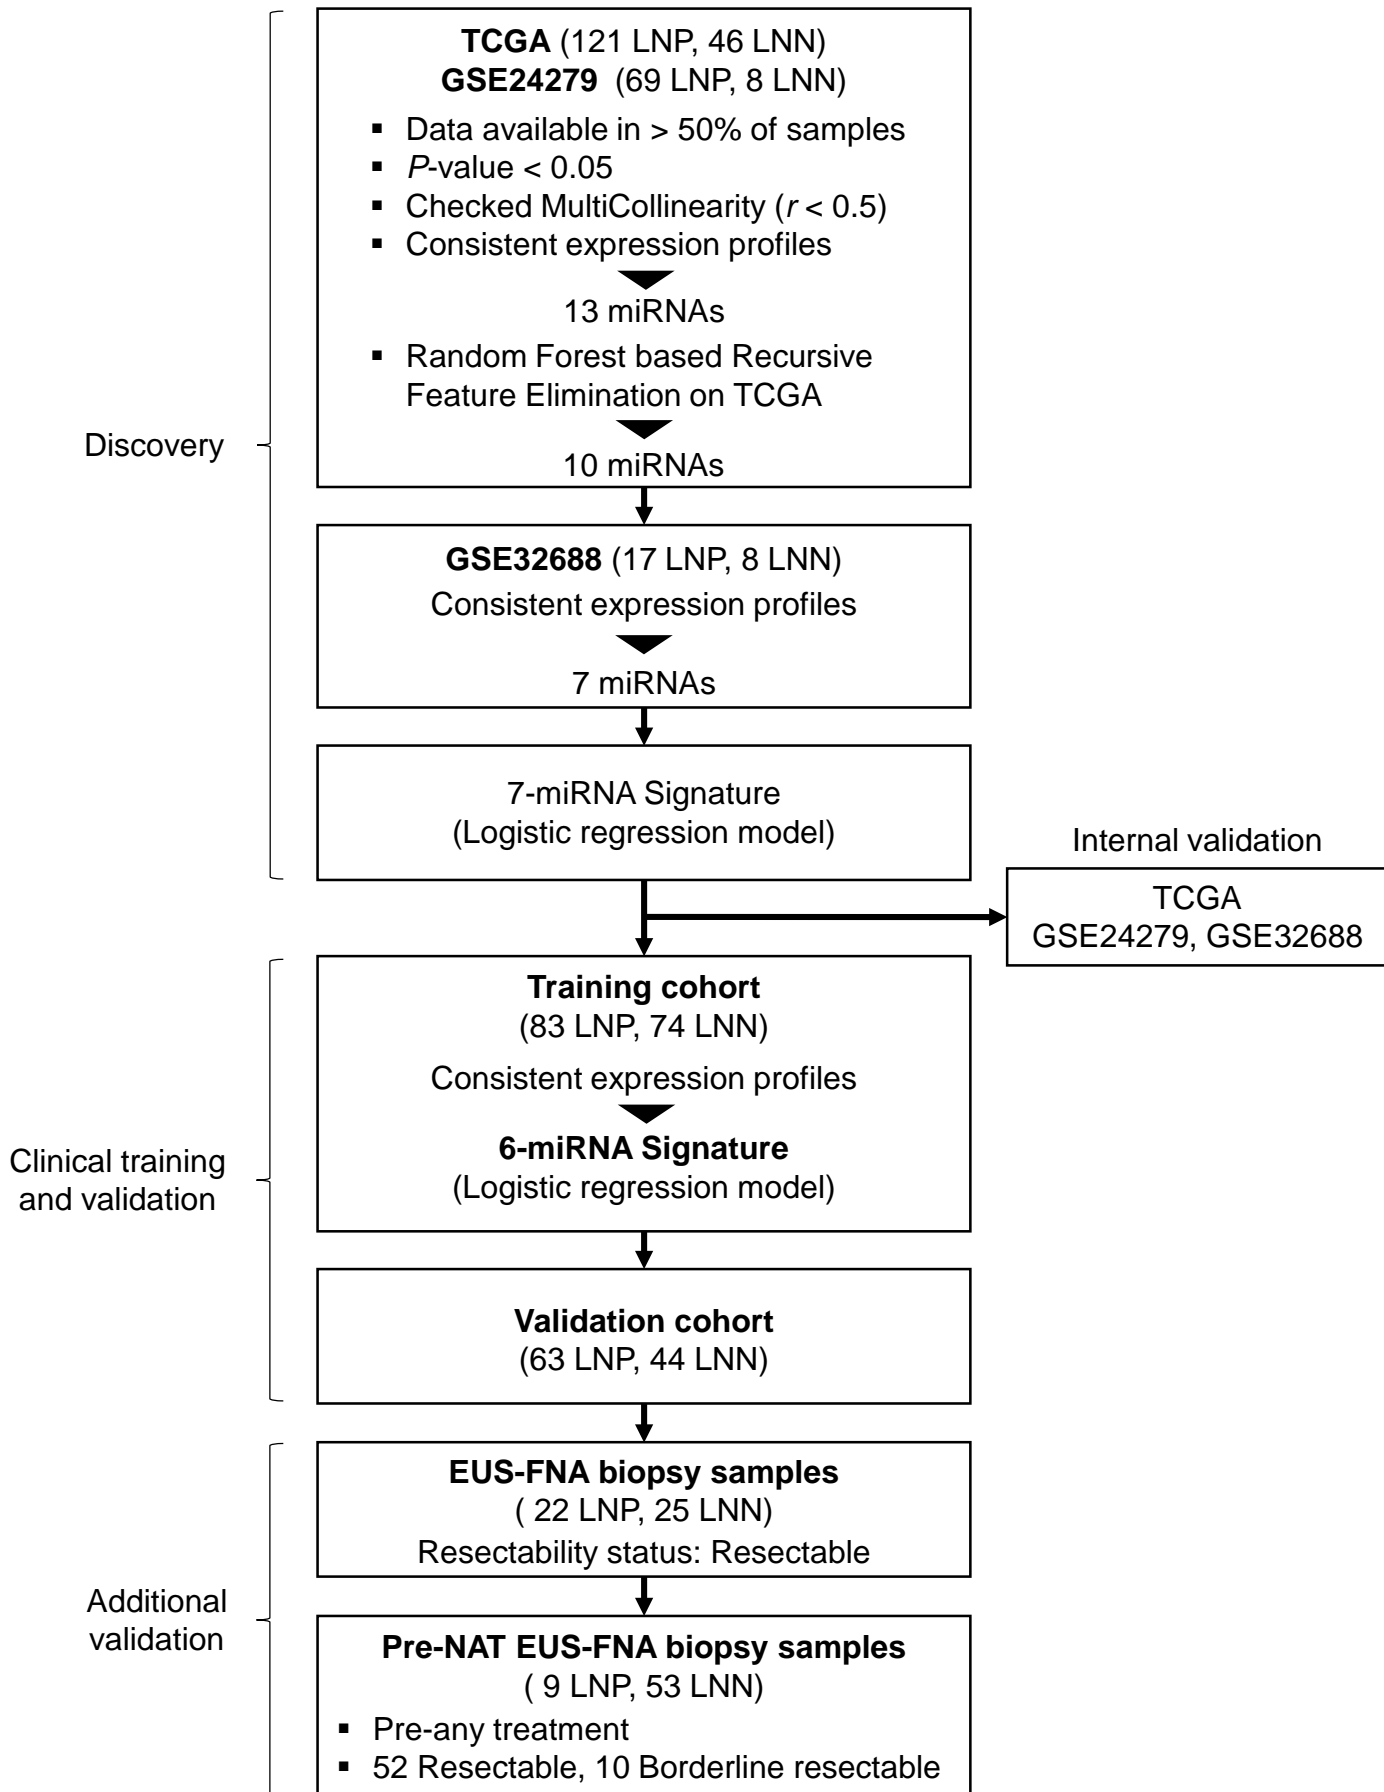 TCGA (121 LNP, 46 LNN)
GSE24279 (69 LNP, 8 LNN)
▪ Data available in > 50% of samples
▪ P-value < 0.05
▪ Checked MultiCollinearity (r < 0.5)
▪ Consistent expression profiles
13 miRNAs
▪ Random Forest based Recursive
Feature Elimination on TCGA
10 miRNAs
Discovery
GSE32688 (17 LNP, 8 LNN)
Consistent expression profiles
7 miRNAs
7-miRNA Signature
(Logistic regression model)
Internal validation
TCGA
GSE24279, GSE32688
Training cohort
(83 LNP, 74 LNN)
Consistent expression profiles
6-miRNA Signature
(Logistic regression model)
Clinical training
and validation
Validation cohort
(63 LNP, 44 LNN)
EUS-FNA biopsy samples
( 22 LNP, 25 LNN)
Resectability status: Resectable
Additional
validation
Pre-NAT EUS-FNA biopsy samples
( 9 LNP, 53 LNN)
▪ Pre-any treatment
▪ 52 Resectable, 10 Borderline resectable